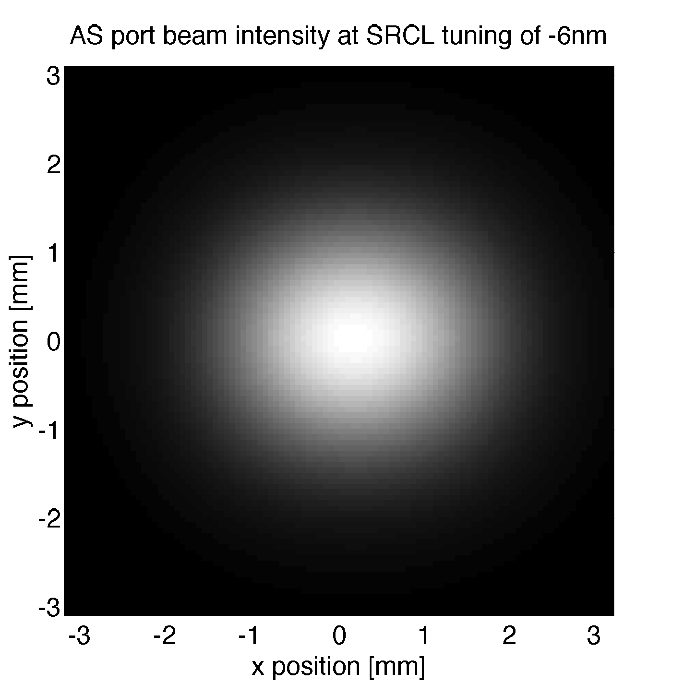 AS port beam intensity at SRCL tuning of -6nm
3
2
1
0
-1
-2
-3
y position [mm]
-3 -2 -1 0 1 2 3
x position [mm]